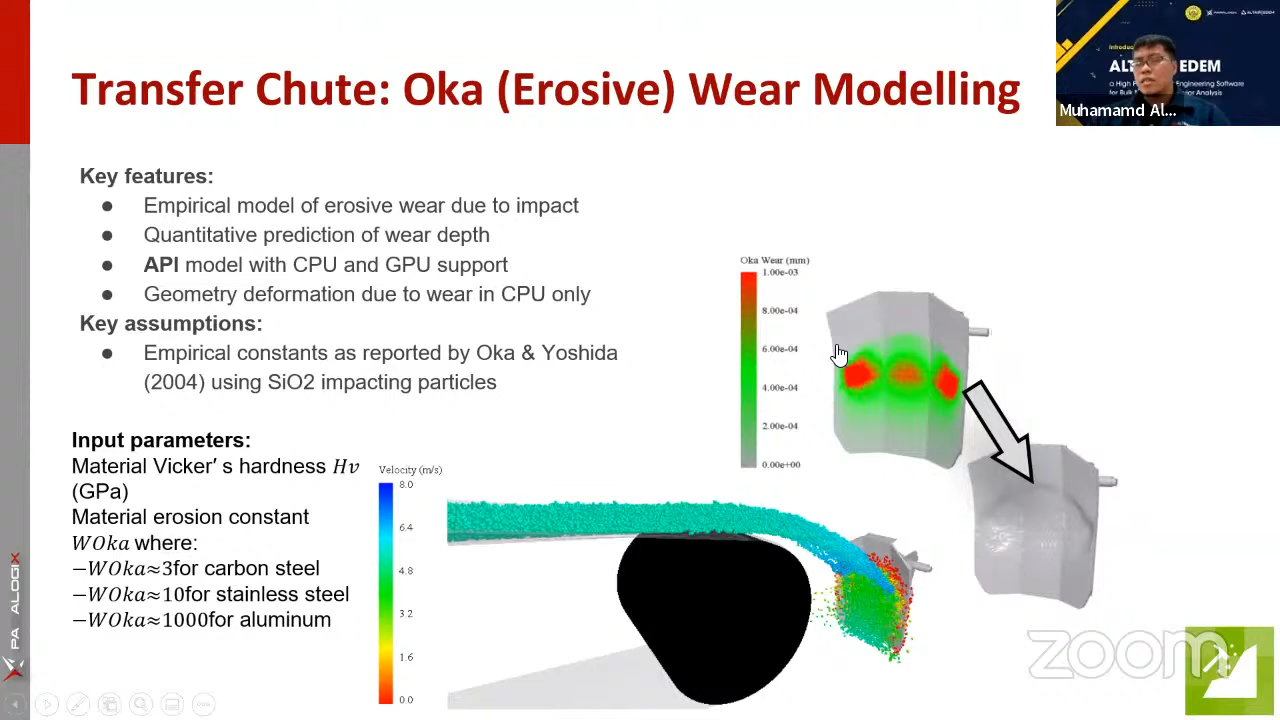 Transfer Chute: Oka (Erosive) Wear Modelling
Key features:
● Empirical model of erosive wear due to impact
● Quantitative prediction of wear depth
● API model with CPU and GPU support
● Geometry deformation due to wear in CPU only
Key assumptions:
● Empirical constants as reported by Oka & Yoshida
(2004) using SiO2 impacting particles
Input parameters:
Material Vicker's hardness Hv
(GPa)
Material erosion constant
WOka where:
−WOka≈3for carbon steel
−WOka≈10for stainless steel
−WOka≈1000for aluminum
Velocity (m/s)
8.0
6.4
4.8
3.2
1.6
0.0
Oka Wear (mm)
1.00e-03
8.00e-04
6.00e-04
4.00e-04
2.00e-04
0.00e+00
EDEM
Muhamamd Al...
zoom